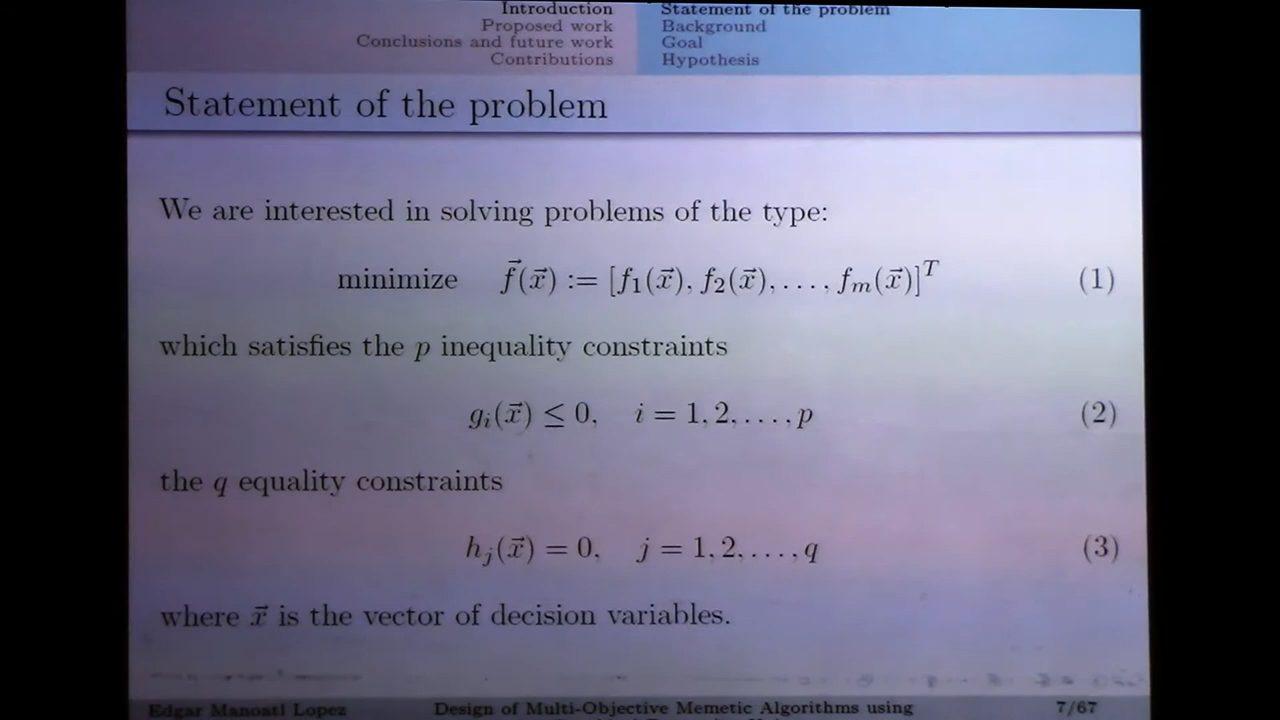 Introduction
Proposed work
Conclusions and future work
Contributions
Statement of the problem
Background
Goal
Hypothesis
Statement of the problem
We are interested in solving problems of the type:
minimize f⃗(x⃗) := [f₁(x⃗), f₂(x⃗), . . . , fₘ(x⃗)]ᵀ (1)
which satisfies the p inequality constraints
gᵢ(x⃗) ≤ 0, i = 1, 2, . . . , p (2)
the q equality constraints
hⱼ(x⃗) = 0, j = 1, 2, . . . , q (3)
where x⃗ is the vector of decision variables.
Edgar Manoatl Lopez
Design of Multi-Objective Memetic Algorithms using
7/67